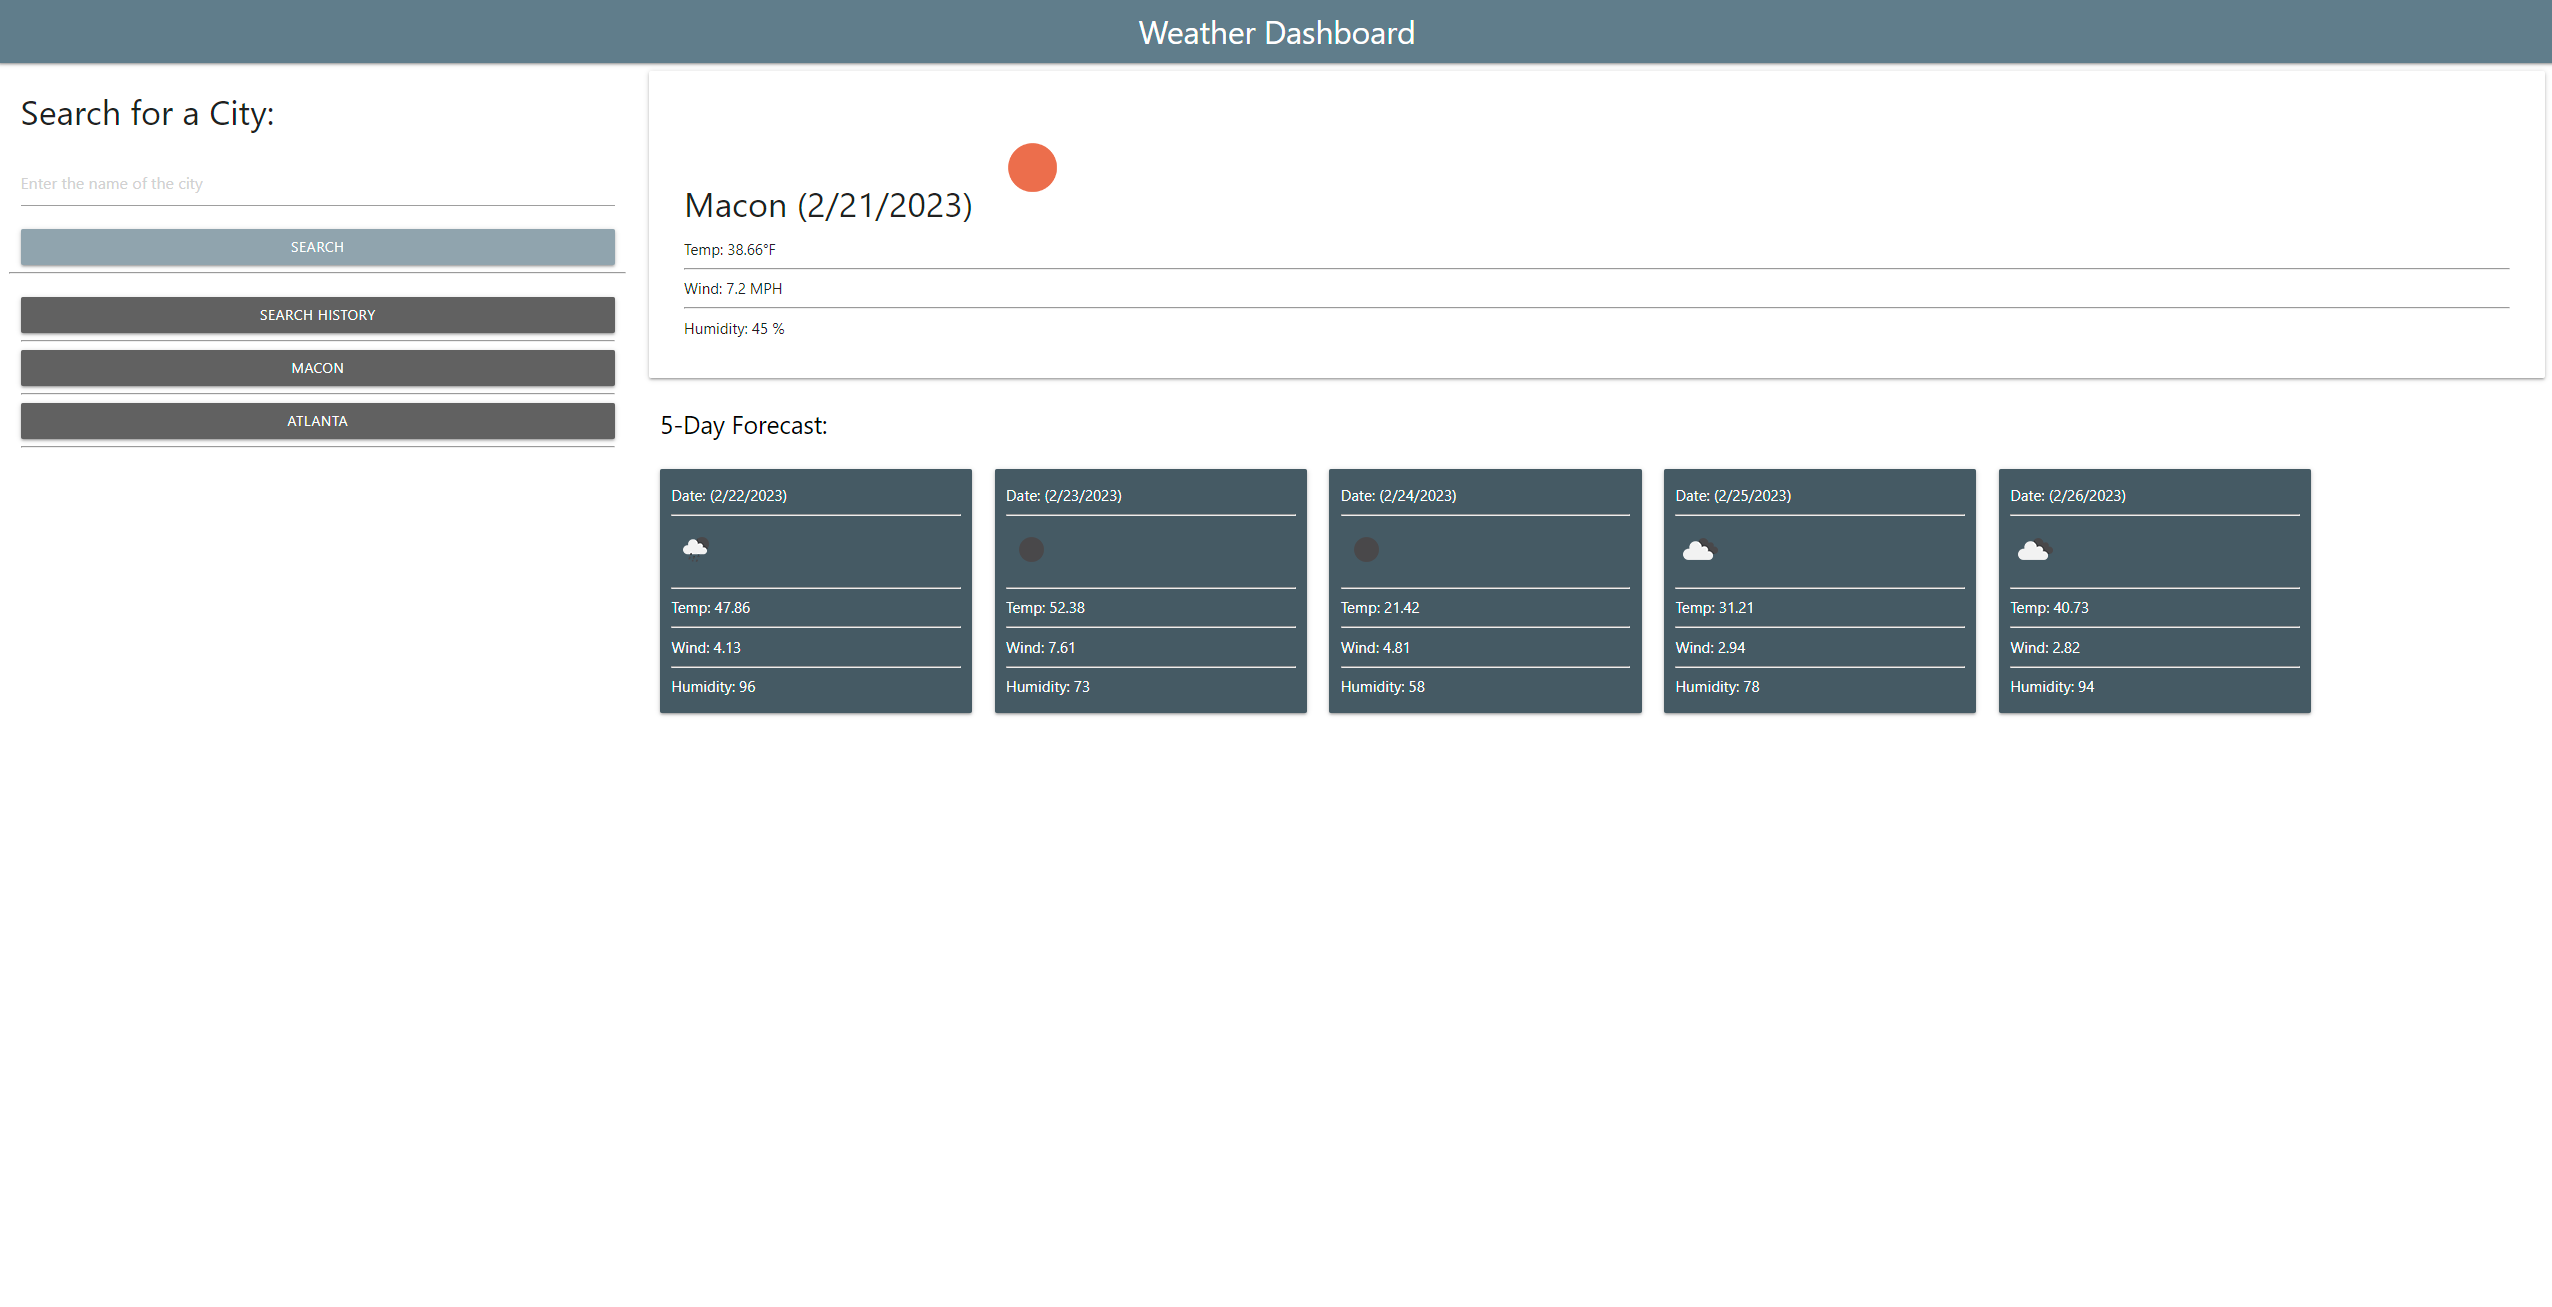 Weather Dashboard
Search for a City:
Enter the name of the city
SEARCH
SEARCH HISTORY
MACON
ATLANTA
Macon (2/21/2023)
Temp: 38.66°F
Wind: 7.2 MPH
Humidity: 45 %
5-Day Forecast:
Date: (2/22/2023)
Temp: 47.86
Wind: 4.13
Humidity: 96
Date: (2/23/2023)
Temp: 52.38
Wind: 7.61
Humidity: 73
Date: (2/24/2023)
Temp: 21.42
Wind: 4.81
Humidity: 58
Date: (2/25/2023)
Temp: 31.21
Wind: 2.94
Humidity: 78
Date: (2/26/2023)
Temp: 40.73
Wind: 2.82
Humidity: 94